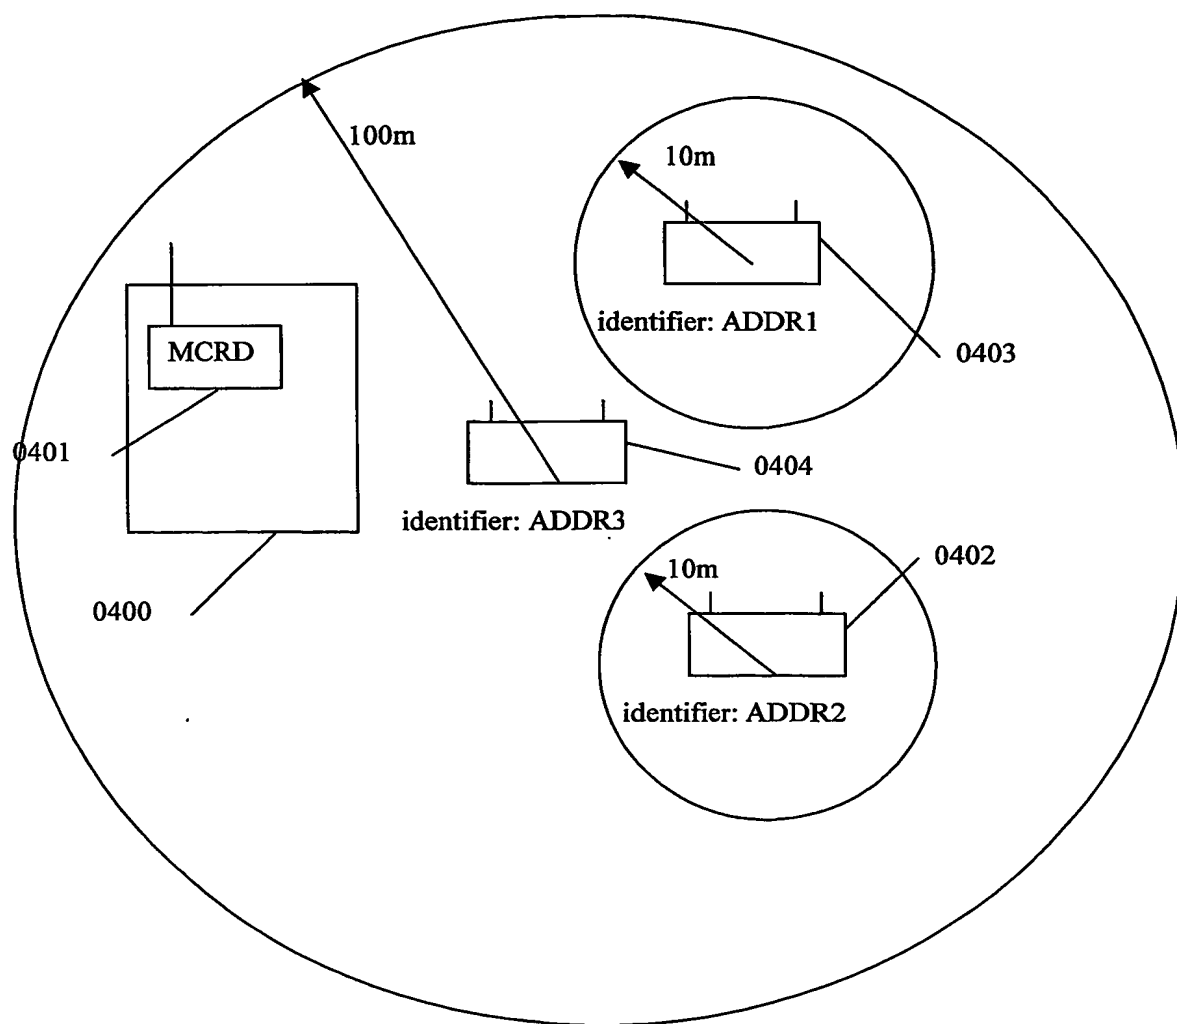 100m
10m
MCRD
identifier: ADDR1
0403
0401
0404
identifier: ADDR3
0402
10m
0400
identifier: ADDR2